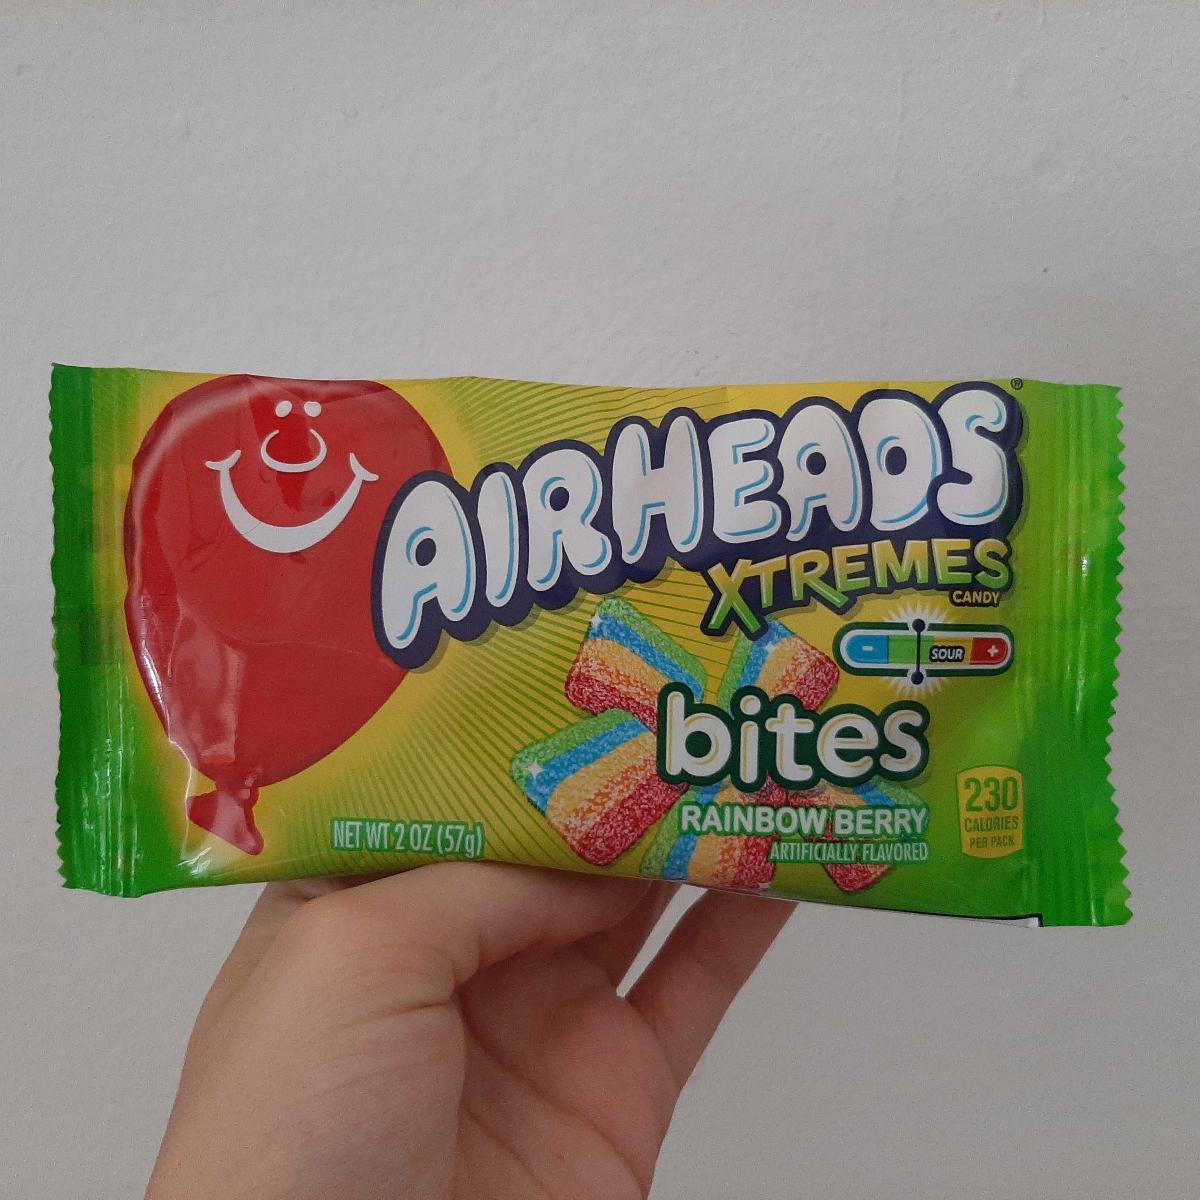 AIRHEADS®
XTREMES
CANDY
- SOUR +
bites
RAINBOW BERRY
ARTIFICIALLY FLAVORED
NET WT 2 OZ (57g)
230
CALORIES
PER PACK